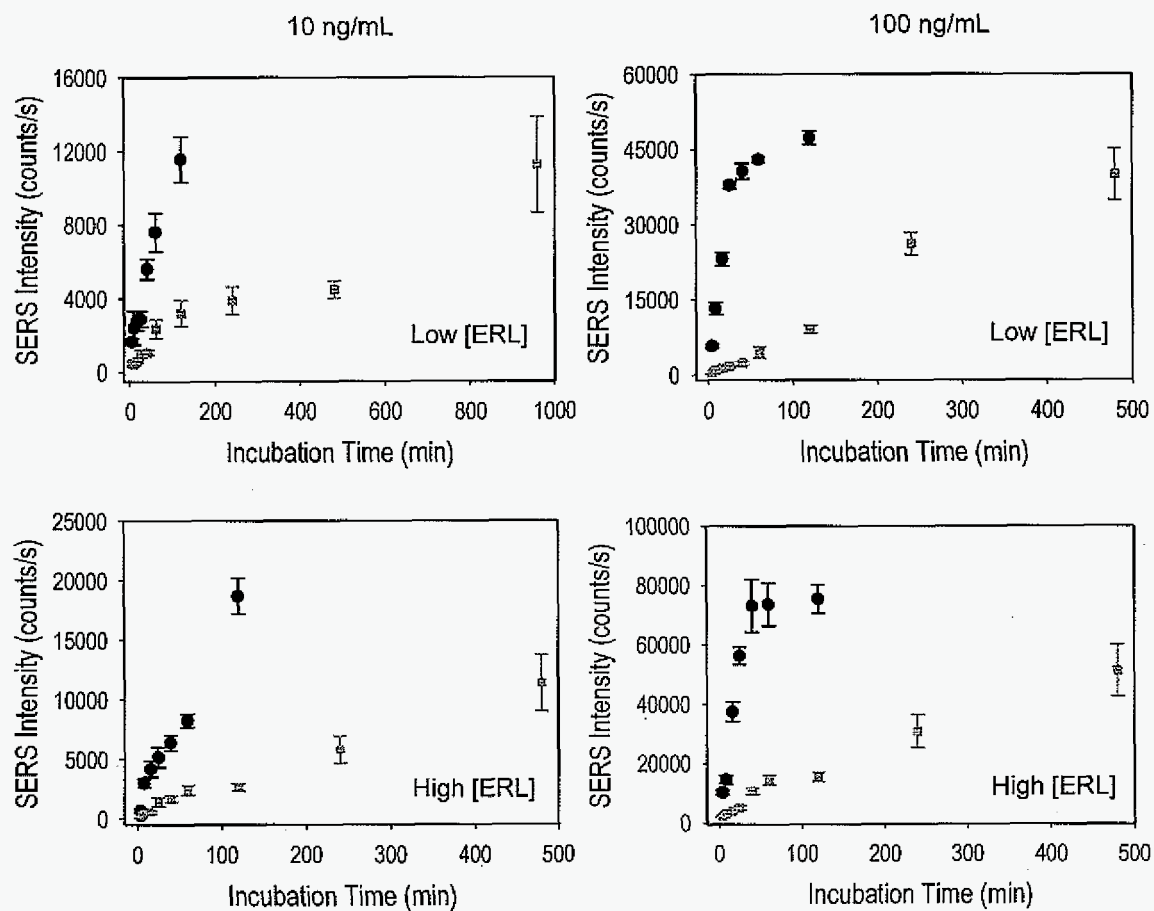 10 ng/mL
100 ng/mL
SERS Intensity (counts/s)
16000
12000
8000
4000
0
Low [ERL]
0 200 400 600 800 1000
Incubation Time (min)
SERS Intensity (counts/s)
60000
45000
30000
15000
0
Low [ERL]
0 100 200 300 400 500
Incubation Time (min)
SERS Intensity (counts/s)
25000
20000
15000
10000
5000
0
High [ERL]
0 100 200 300 400 500
Incubation Time (min)
SERS Intensity (counts/s)
100000
80000
60000
40000
20000
0
High [ERL]
0 100 200 300 400 500
Incubation Time (min)